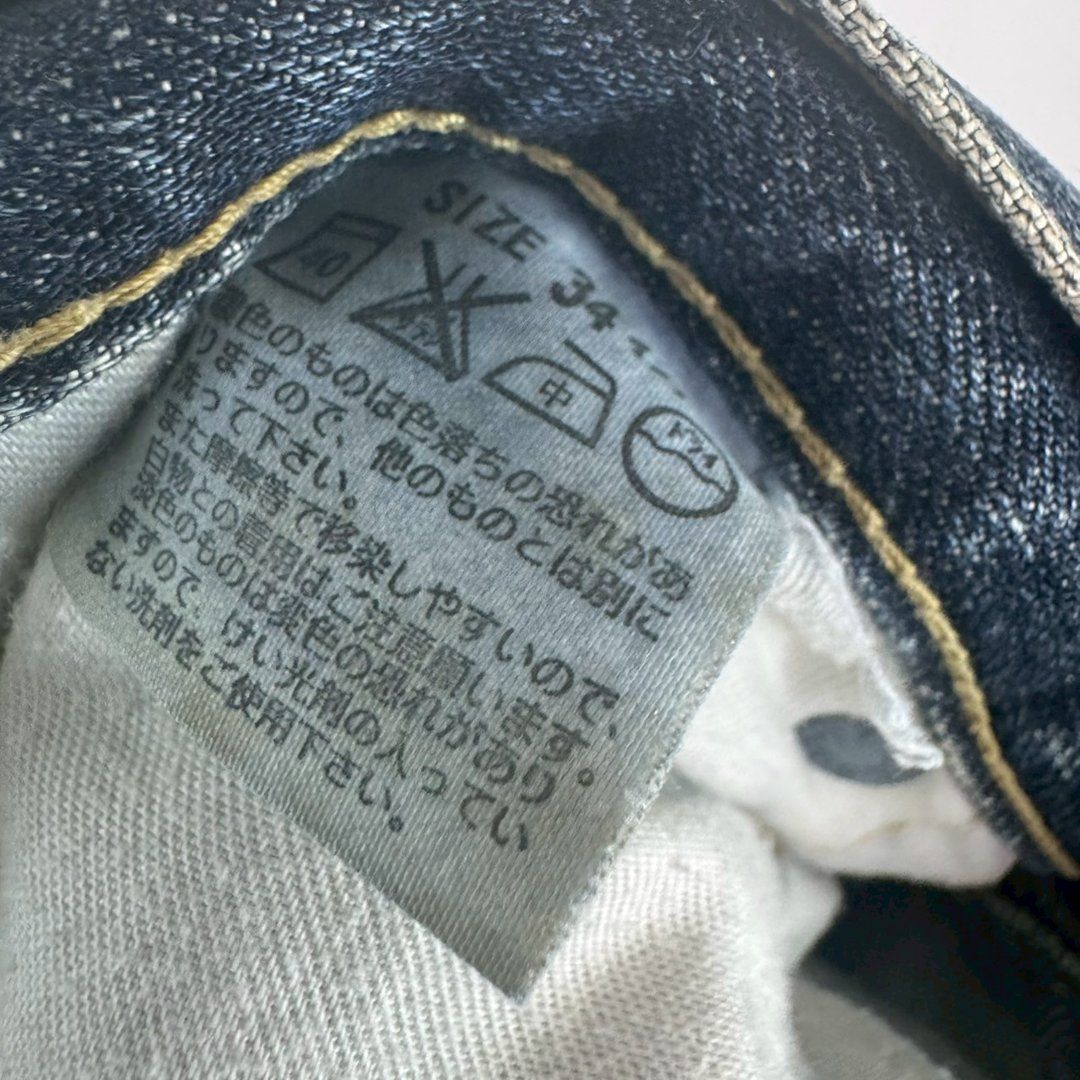 SIZE 34
40 中 ドライ
濃色のものは色落ちの恐れがあ
りますので、他のものとは別に
洗って下さい。
また摩擦等で移染しやすいので、
白物との着用はご注意願います。
淡色のものは変色の恐れがあり
ますので、けい光剤の入ってい
ない洗剤をご使用下さい。